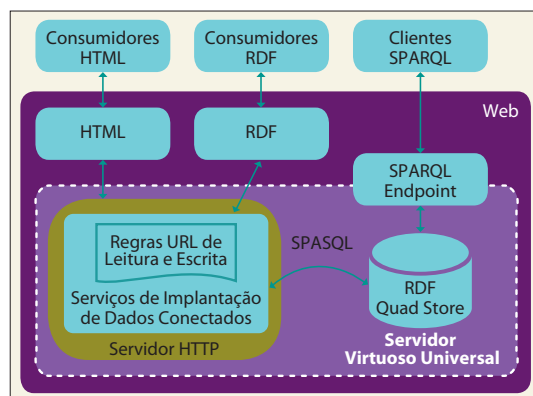 Consumidores
HTML
Consumidores
RDF
Clientes
SPARQL
Web
HTML
RDF
SPARQL
Endpoint
Regras URL de
Leitura e Escrita
Serviços de Implantação
de Dados Conectados
Servidor HTTP
SPASQL
RDF
Quad Store
Servidor
Virtuoso Universal